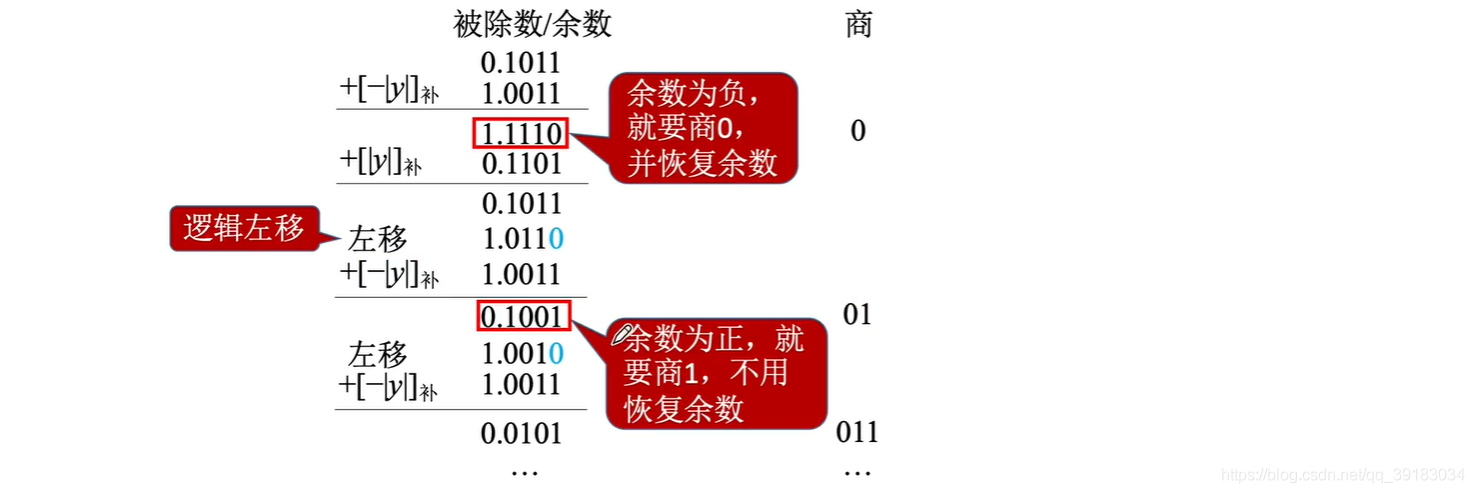 被除数/余数 商
0.1011
+[−|y|]补 1.0011
1.1110 0
+[|y|]补 0.1101
余数为负，
就要商0，
并恢复余数
0.1011
逻辑左移
左移 1.0110
+[−|y|]补 1.0011
0.1001 01
左移 1.0010
+[−|y|]补 1.0011
余数为正，就
要商1，不用
恢复余数
0.0101 011
… …
https://blog.csdn.net/qq_39183034